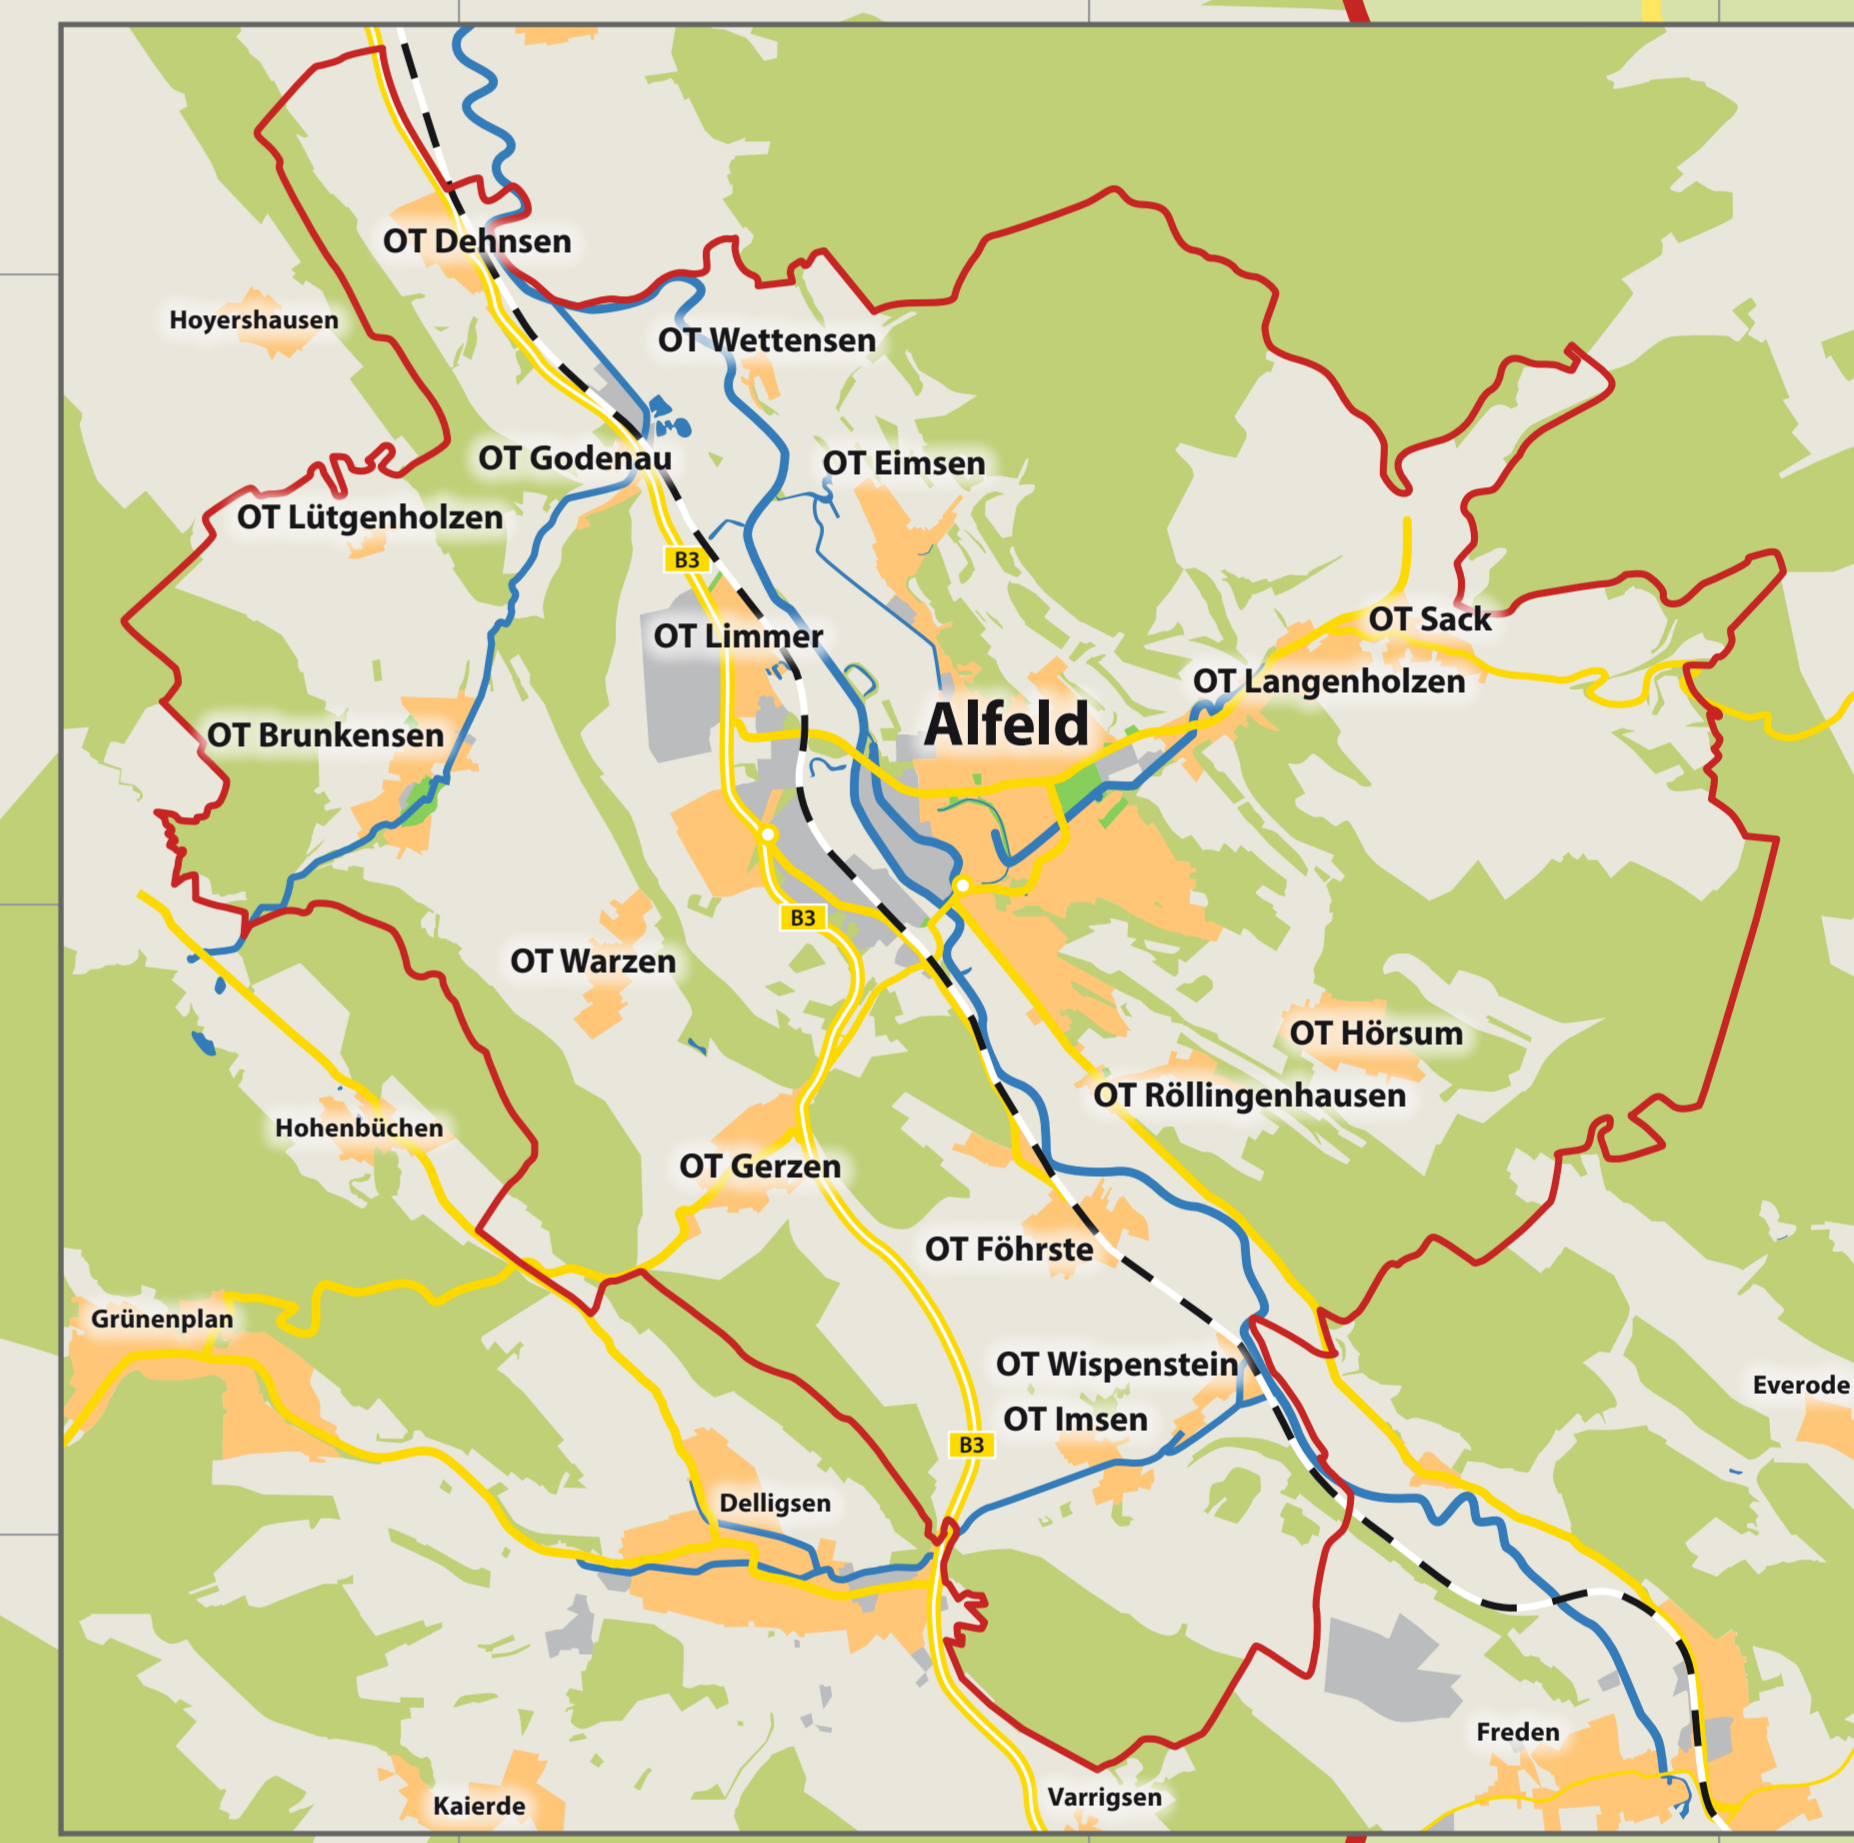 OT Dehnsen
Hoyershausen
OT Wettensen
OT Godenau
OT Eimsen
OT Lütgenholzen
B3
OT Limmer
OT Sack
OT Langenholzen
OT Brunkensen
Alfeld
B3
OT Warzen
OT Hörsum
OT Röllingenhausen
Hohenbüchen
OT Gerzen
OT Föhrste
Grünenplan
OT Wispenstein
Everode
OT Imsen
B3
Delligsen
Freden
Varrigsen
Kaierde